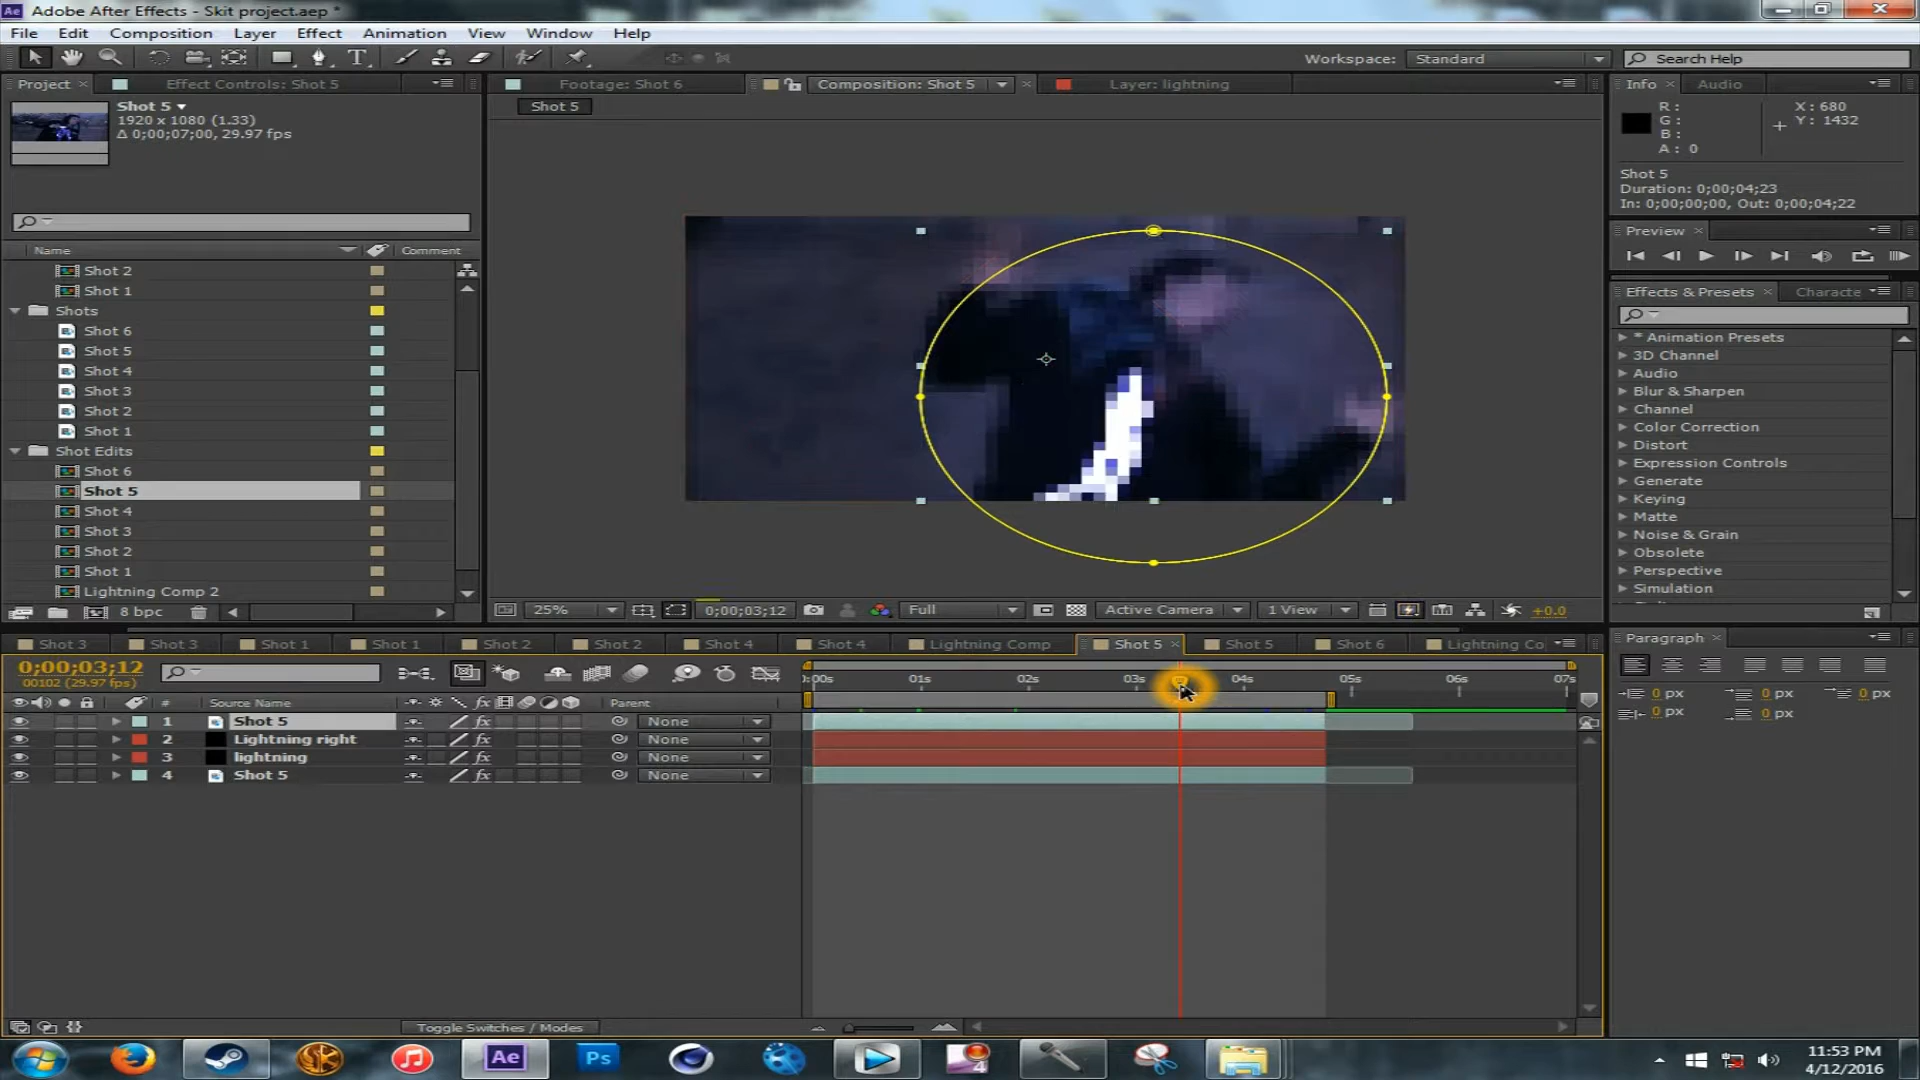 Adobe After Effects - Skit project.aep *
File Edit Composition Layer Effect Animation View Window Help
Workspace: Standard Search Help
Project Effect Controls: Shot 5
Footage: Shot 6 Composition: Shot 5 Layer: lightning
Info Audio
Shot 5
1920 x 1080 (1.33)
Δ 0;00;07;00, 29.97 fps
Shot 5
R :
G :
B :
A : 0
X : 680
Y : 1432
Shot 5
Duration: 0;00;04;23
In: 0;00;00;00, Out: 0;00;04;22
Preview
Effects & Presets Characte
* Animation Presets
3D Channel
Audio
Blur & Sharpen
Channel
Color Correction
Distort
Expression Controls
Generate
Keying
Matte
Noise & Grain
Obsolete
Perspective
Simulation
Name Comment
Shot 2
Shot 1
Shots
Shot 6
Shot 5
Shot 4
Shot 3
Shot 2
Shot 1
Shot Edits
Shot 6
Shot 5
Shot 4
Shot 3
Shot 2
Shot 1
Lightning Comp 2
8 bpc
25% 0;00;03;12 Full Active Camera 1 View +0.0
Shot 3 Shot 3 Shot 1 Shot 1 Shot 2 Shot 2 Shot 4 Shot 4 Lightning Comp Shot 5 Shot 5 Shot 6 Lightning Co
Paragraph
0 px 0 px 0 px
0 px 0 px
0;00;03;12
00102 (29.97 fps)
0:00s 01s 02s 03s 04s 05s 06s 07s
# Source Name Parent
1 Shot 5 fx None
2 Lightning right fx None
3 lightning fx None
4 Shot 5 fx None
Toggle Switches / Modes
Ae Ps 4
11:53 PM
4/12/2016